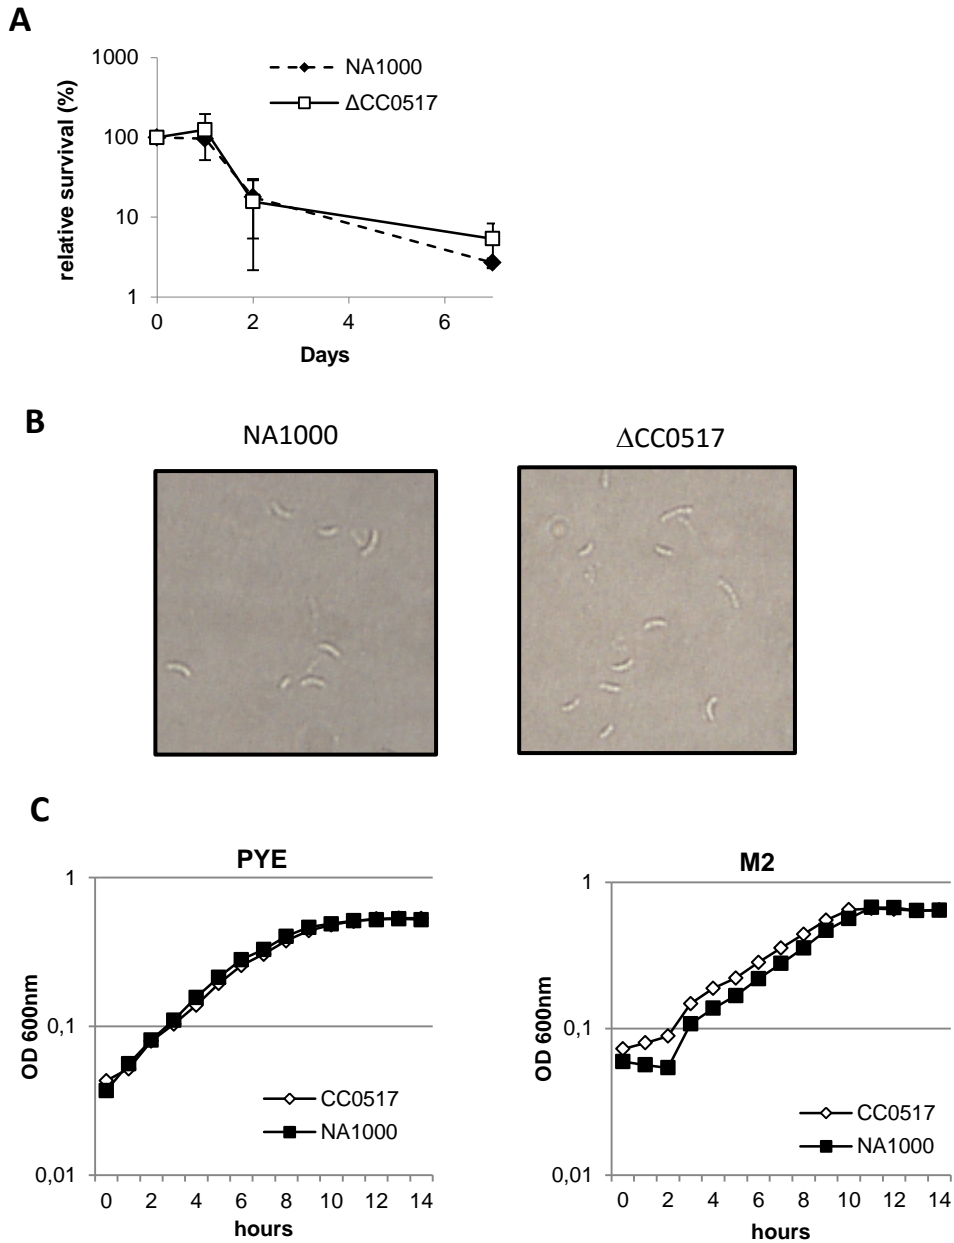 A
1000
100
10
1
relative survival (%)
NA1000
ΔCC0517
0 2 4 6
Days
B
NA1000
ΔCC0517
C
PYE
1
0,1
0,01
OD 600nm
CC0517
NA1000
0 2 4 6 8 10 12 14
hours
M2
1
0,1
0,01
OD 600nm
CC0517
NA1000
0 2 4 6 8 10 12 14
hours